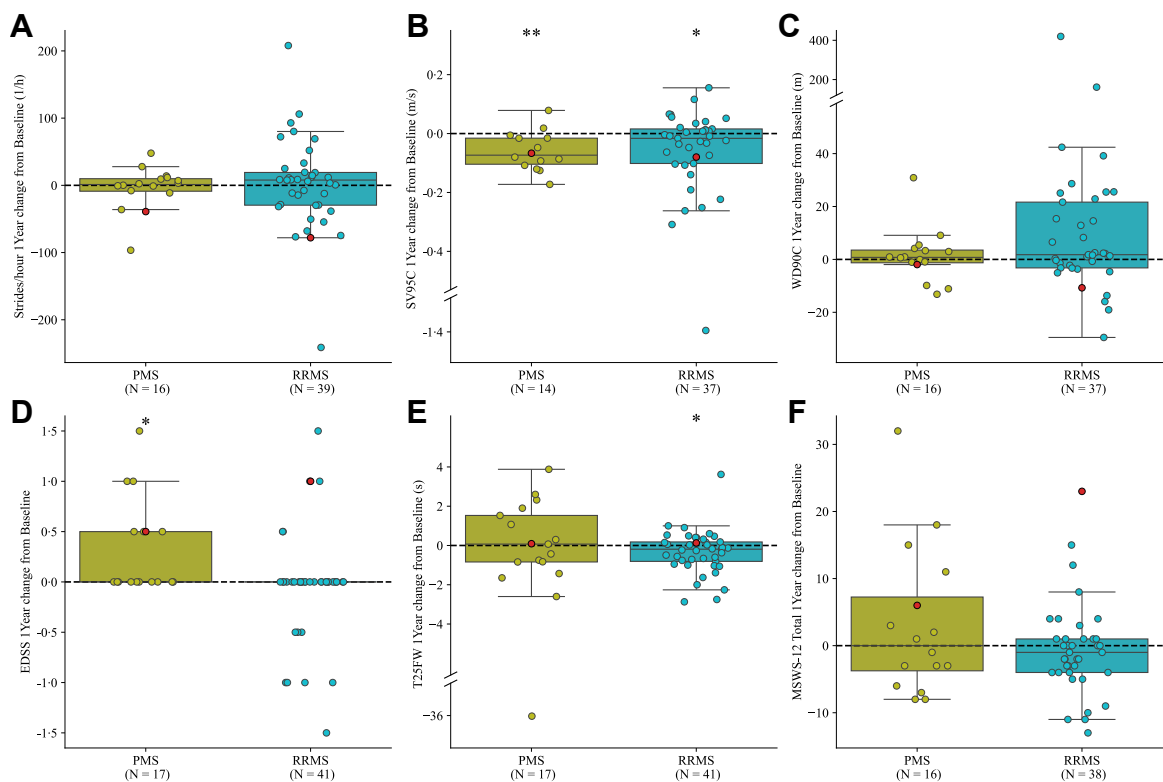 A
Strides/hour 1Year change from Baseline (1/h)
200
100
0
−100
−200
PMS
(N = 16)
RRMS
(N = 39)
B
SV95C 1Year change from Baseline (m/s)
**
*
0·2
0·0
-0·2
-0·4
-1·4
PMS
(N = 14)
RRMS
(N = 37)
C
WD90C 1Year change from Baseline (m)
400
200
40
20
0
−20
PMS
(N = 16)
RRMS
(N = 37)
D
EDSS 1Year change from Baseline
*
1·5
1·0
0·5
0·0
-0·5
-1·0
-1·5
PMS
(N = 17)
RRMS
(N = 41)
E
T25FW 1Year change from Baseline (s)
*
4
2
0
−2
−4
−36
PMS
(N = 17)
RRMS
(N = 41)
F
MSWS-12 Total 1Year change from Baseline
30
20
10
0
−10
PMS
(N = 16)
RRMS
(N = 38)